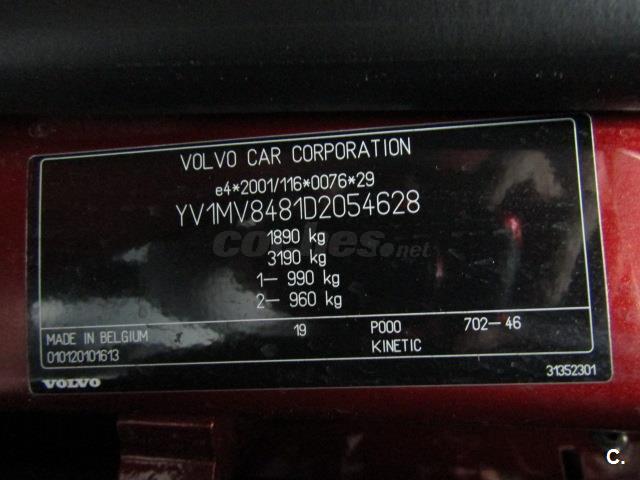 VOLVO CAR CORPORATION
e4*2001/116*0076*29
YV1MV8481D2054628
coches.net
1890 kg
3190 kg
1– 990 kg
2– 960 kg
MADE IN BELGIUM 19 P000 702–46
010120101613 KINETIC
VOLVO 31352301
C.